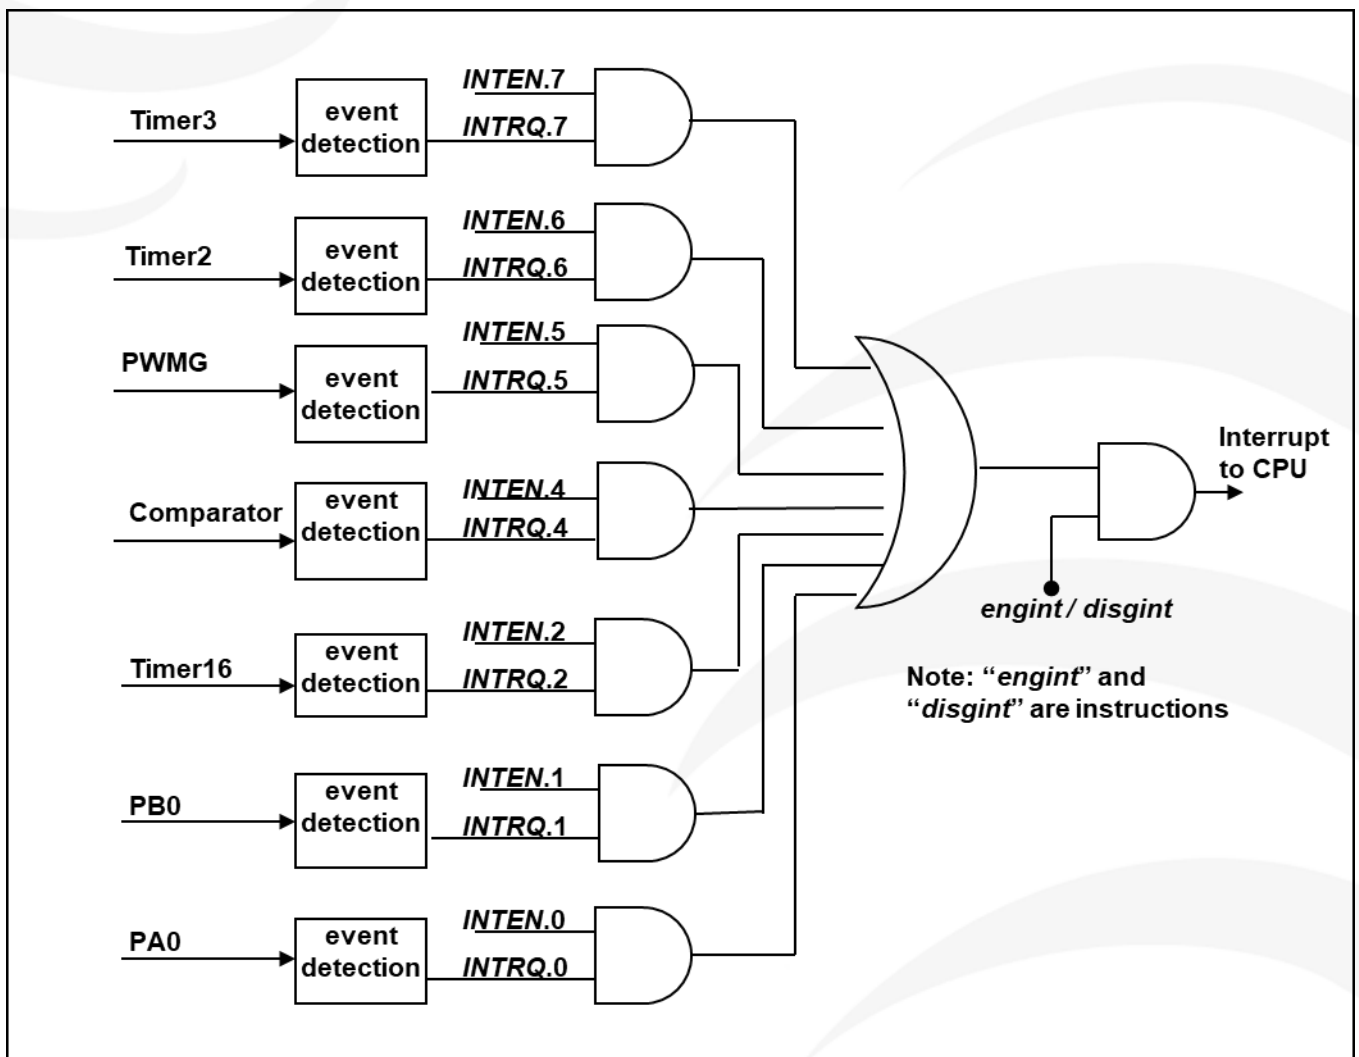 Timer3
event
detection
INTEN.7
INTRQ.7
Timer2
event
detection
INTEN.6
INTRQ.6
PWMG
event
detection
INTEN.5
INTRQ.5
Comparator
event
detection
INTEN.4
INTRQ.4
Timer16
event
detection
INTEN.2
INTRQ.2
PB0
event
detection
INTEN.1
INTRQ.1
PA0
event
detection
INTEN.0
INTRQ.0
Interrupt
to CPU
engint / disgint
Note: “engint” and
“disgint” are instructions